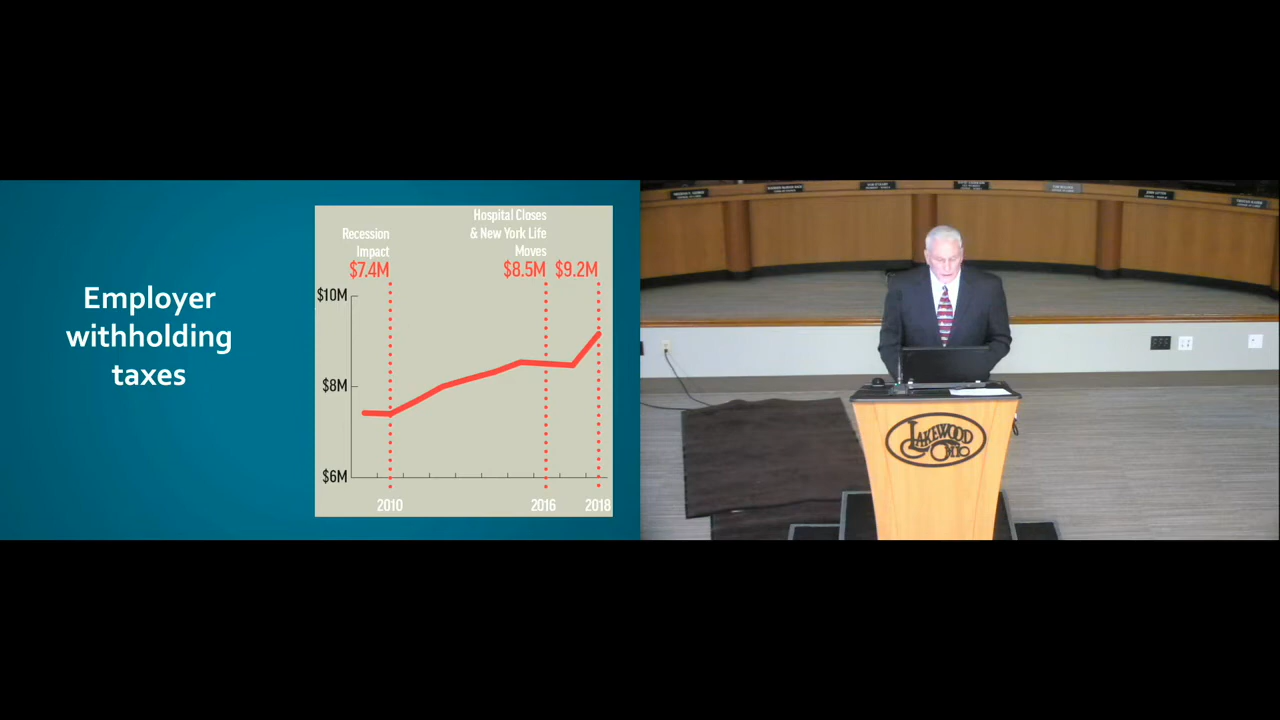 Employer
withholding
taxes
Recession
Impact
$7.4M
Hospital Closes
& New York Life
Moves
$8.5M
$9.2M
$10M
$8M
$6M
2010
2016
2018
LAKEWOOD
OHIO